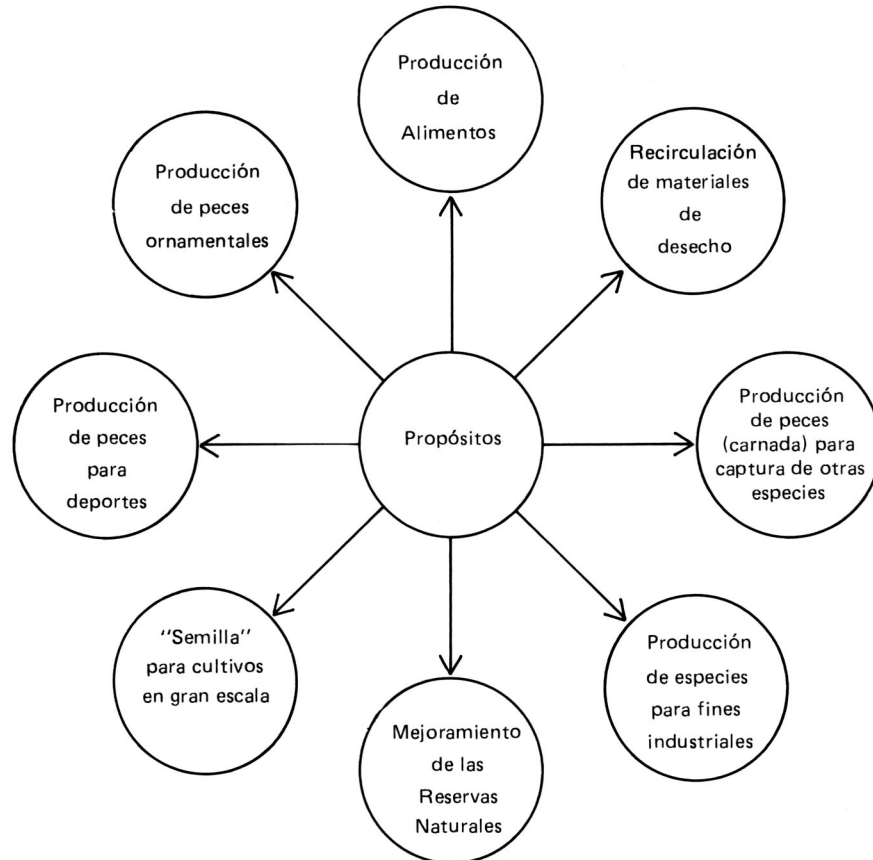 Producción
de
Alimentos
Recirculación
de materiales
de
desecho
Producción
de peces
(carnada) para
captura de otras
especies
Producción
de especies
para fines
industriales
Mejoramiento
de las
Reservas
Naturales
"Semilla"
para cultivos
en gran escala
Producción
de peces
para
deportes
Producción
de peces
ornamentales
Propósitos